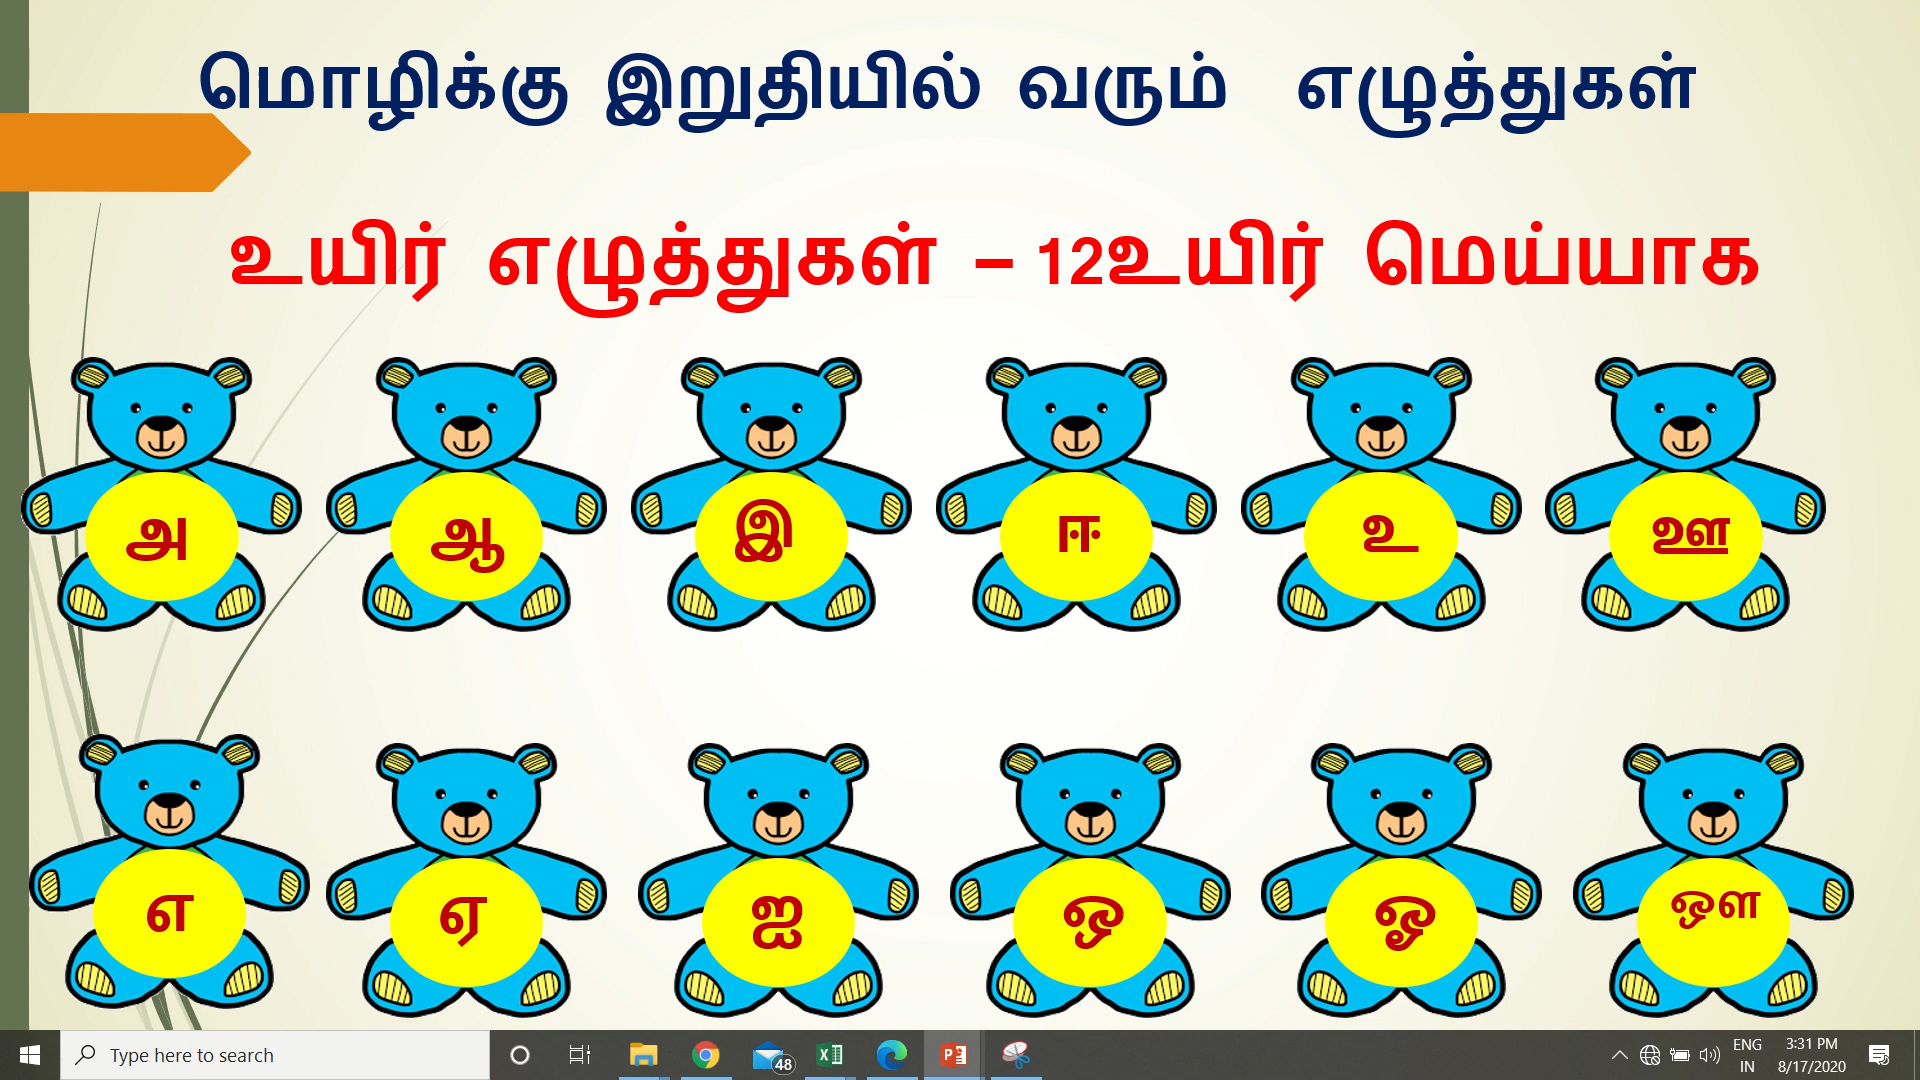 மொழிக்கு இறுதியில் வரும் எழுத்துகள்
உயிர் எழுத்துகள் – 12உயிர் மெய்யாக
அ ஆ இ ஈ உ ஊ
எ ஏ ஐ ஒ ஓ ஔ
Type here to search
48
ENG
IN
3:31 PM
8/17/2020